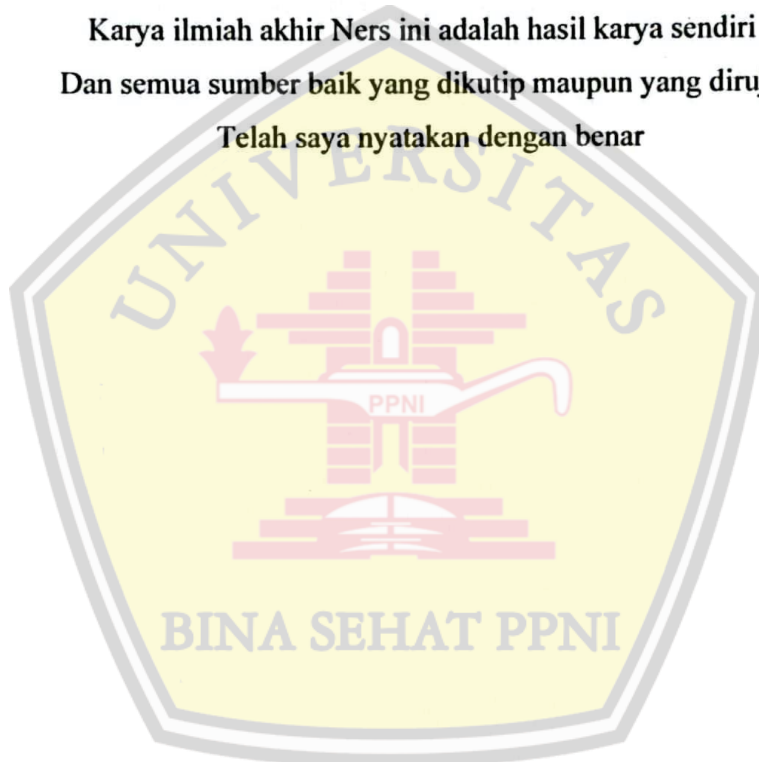 Karya ilmiah akhir Ners ini adalah hasil karya sendiri
Dan semua sumber baik yang dikutip maupun yang
Telah saya nyatakan dengan benar
UNIVERSITAS
PPNI
BINA SEHAT PPNI